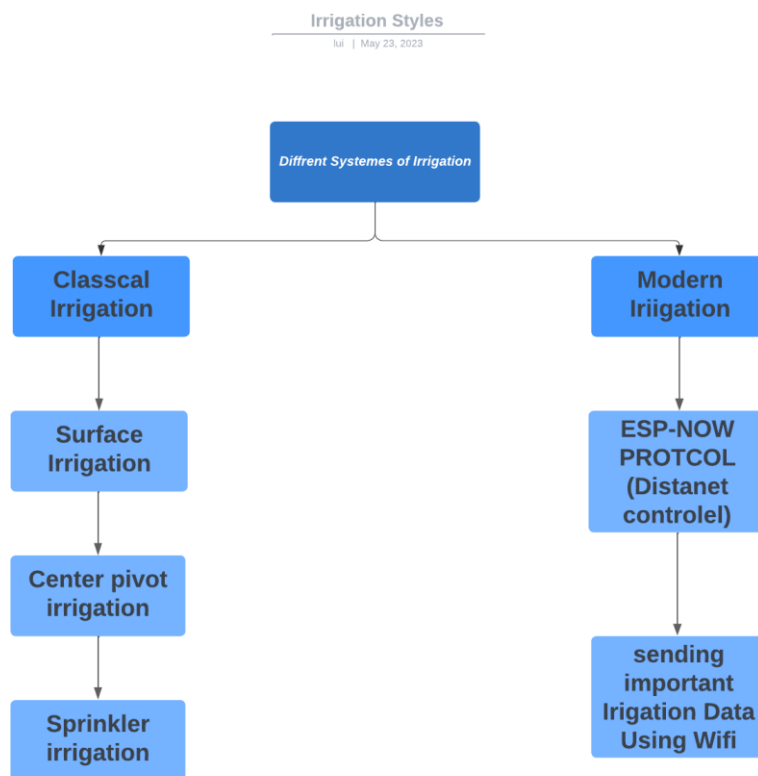 Irrigation Styles
lui | May 23, 2023
Diffrent Systemes of Irrigation
Classcal
Irrigation
Modern
Iriigation
Surface
Irrigation
ESP-NOW
PROTCOL
(Distanet
controlel)
Center pivot
irrigation
sending
important
Irigation Data
Using Wifi
Sprinkler
irrigation